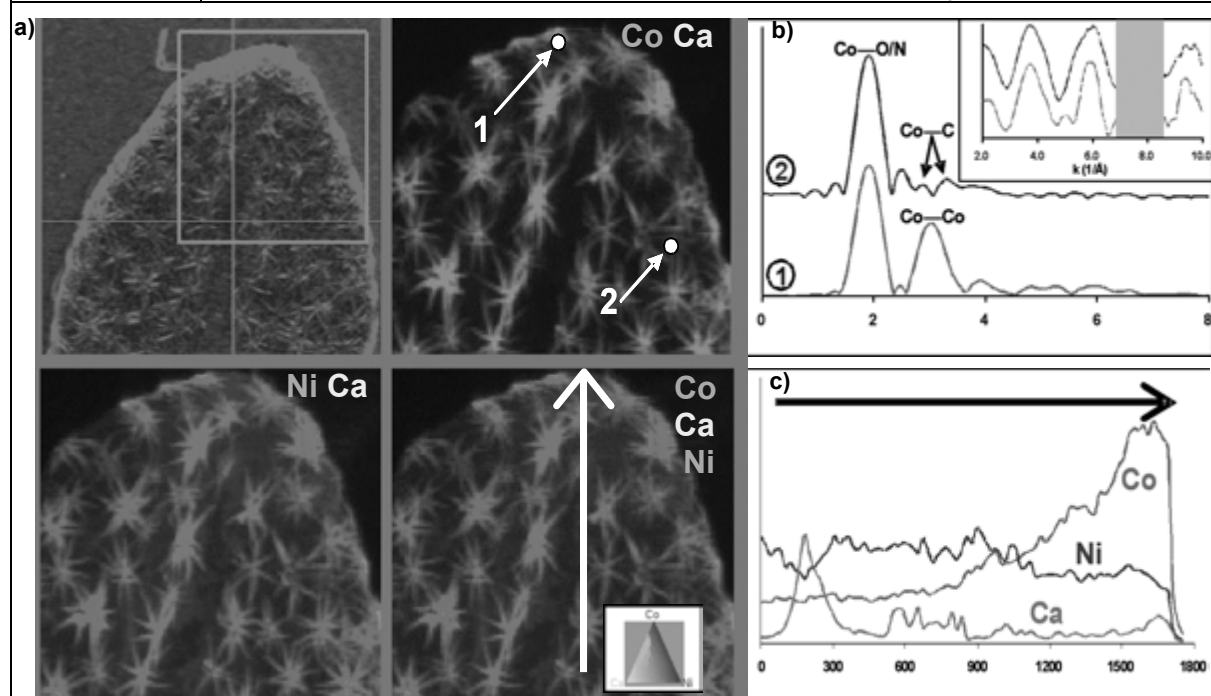 a)
Co Ca
1
2
Ni Ca
Co
Ca
Ni
Co
Ni
b)
Co—O/N
Co—C
Co—Co
2
1
2.0 4.0 6.0 8.0 10.0
k (1/Å)
0 2 4 6 8
c)
Co
Ni
Ca
0 300 600 900 1200 1500 1800